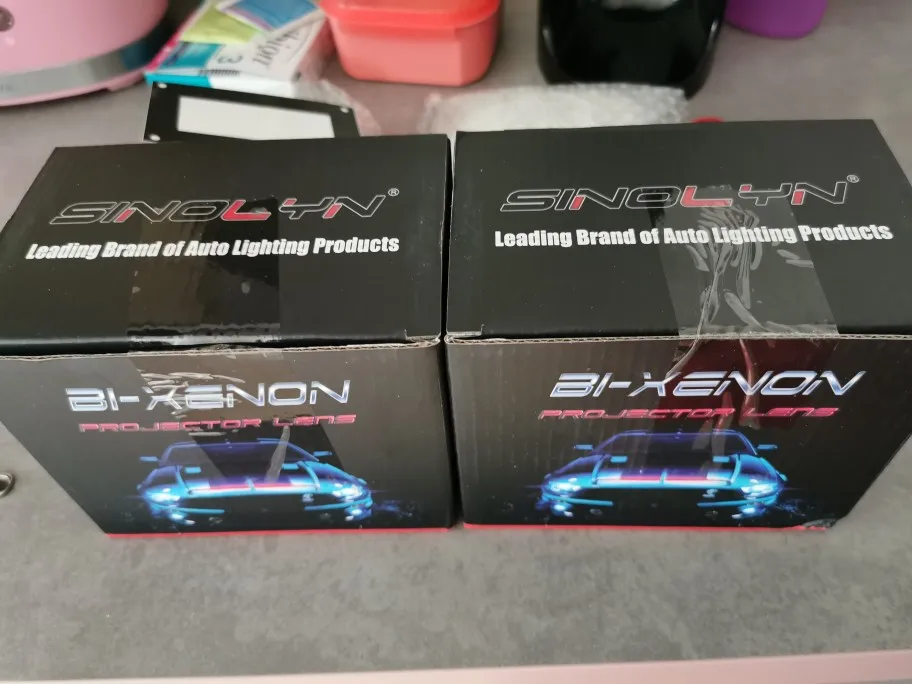 SINOLYN®
Leading Brand of Auto Lighting Products
BI-XENON
PROJECTOR LENS
SINOLYN®
Leading Brand of Auto Lighting Products
BI-XENON
PROJECTOR LENS